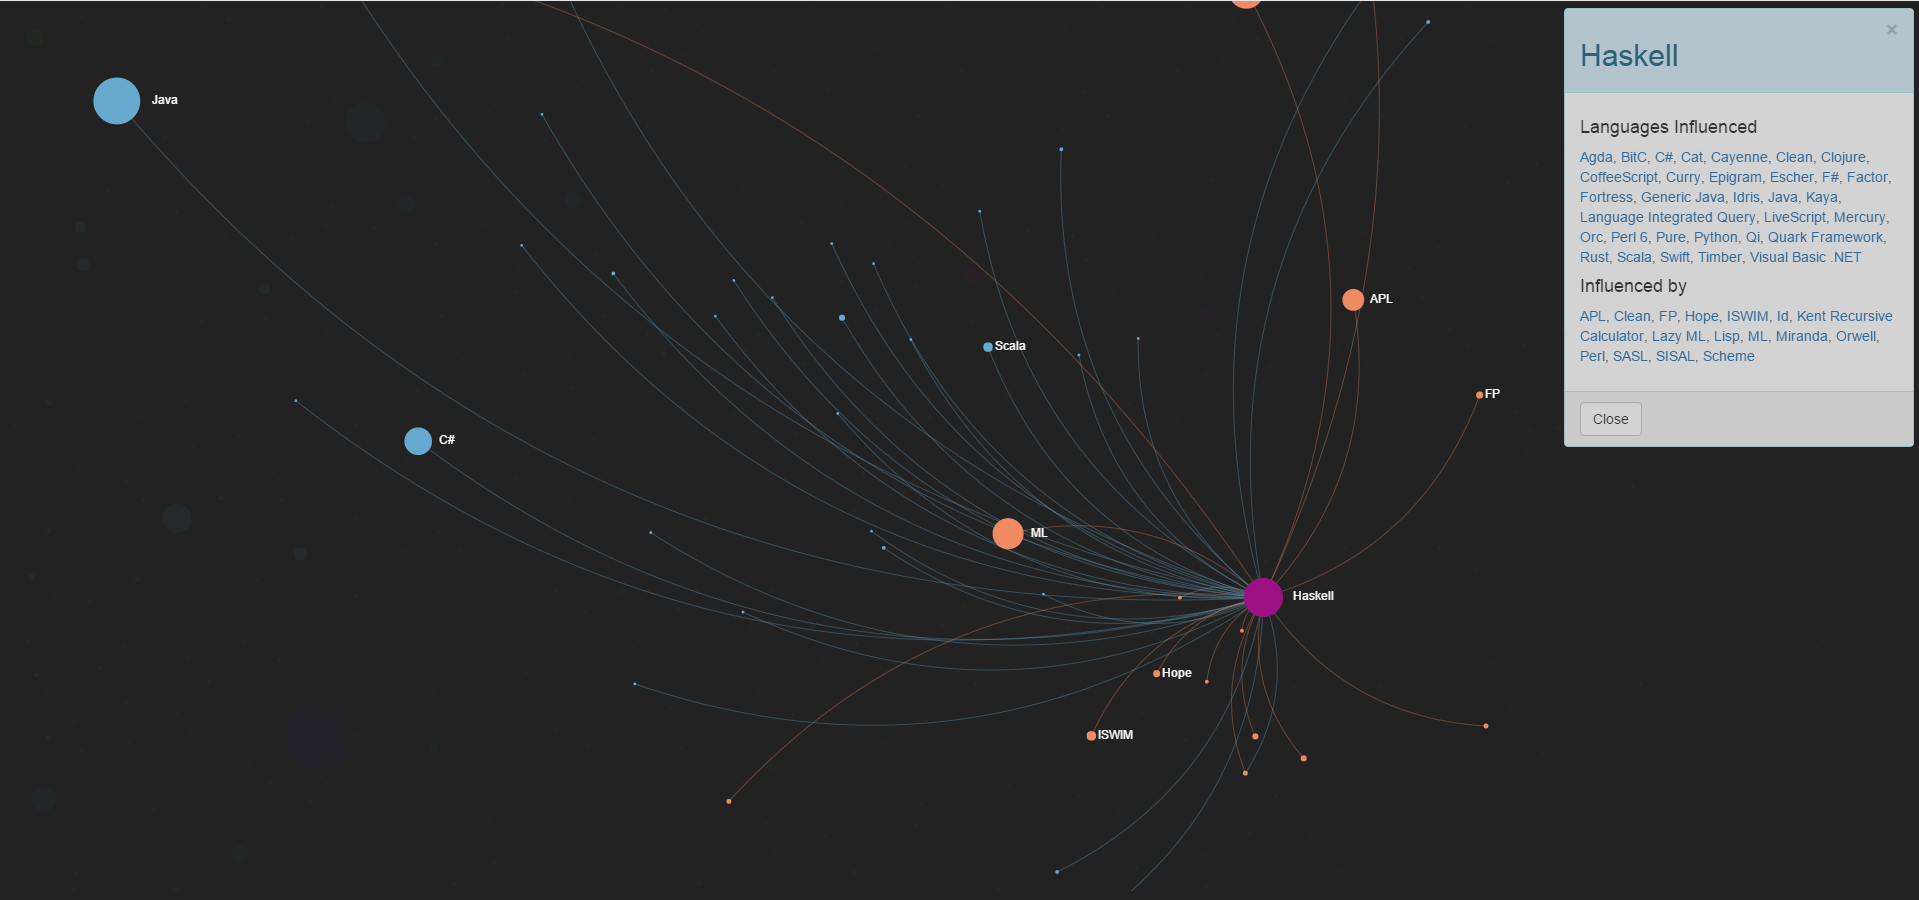 Java
C#
Scala
ML
APL
FP
Haskell
Hope
ISWIM
×
Haskell
Languages Influenced
Agda, BitC, C#, Cat, Cayenne, Clean, Clojure,
CoffeeScript, Curry, Epigram, Escher, F#, Factor,
Fortress, Generic Java, Idris, Java, Kaya,
Language Integrated Query, LiveScript, Mercury,
Orc, Perl 6, Pure, Python, Qi, Quark Framework,
Rust, Scala, Swift, Timber, Visual Basic .NET
Influenced by
APL, Clean, FP, Hope, ISWIM, Id, Kent Recursive
Calculator, Lazy ML, Lisp, ML, Miranda, Orwell,
Perl, SASL, SISAL, Scheme
Close